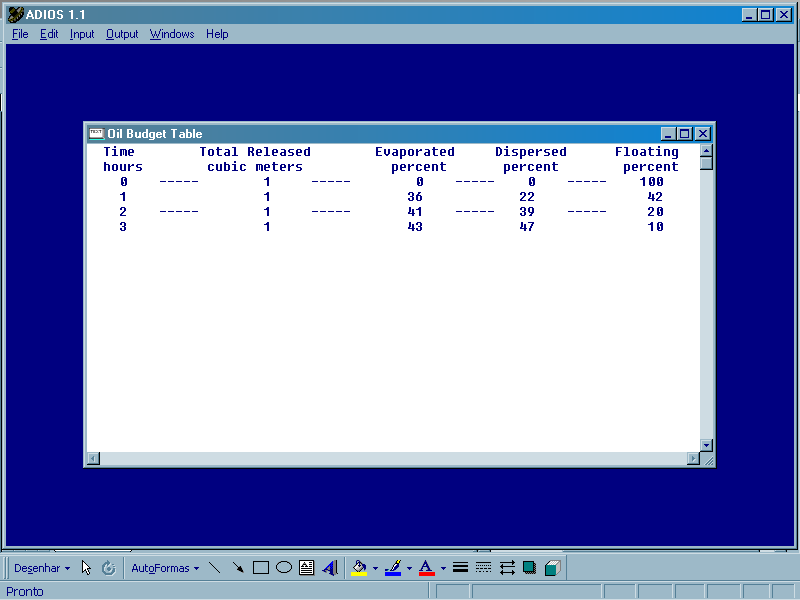 ADIOS 1.1
File Edit Input Output Windows Help
Oil Budget Table
Time Total Released Evaporated Dispersed Floating
hours cubic meters percent percent percent
0 ----- 1 ----- 0 ----- 0 ----- 100
1 1 36 22 42
2 ----- 1 ----- 41 ----- 39 ----- 20
3 1 43 47 10
Desenhar AutoFormas
Pronto